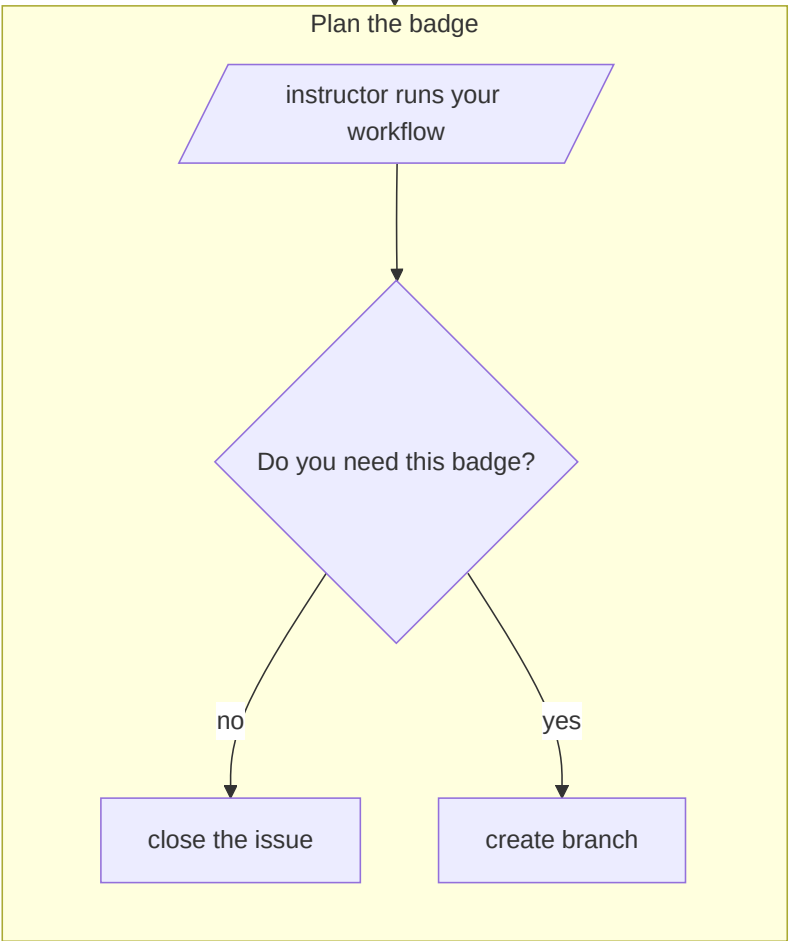 Plan the badge
instructor runs your
workflow
Do you need this badge?
no
yes
close the issue
create branch